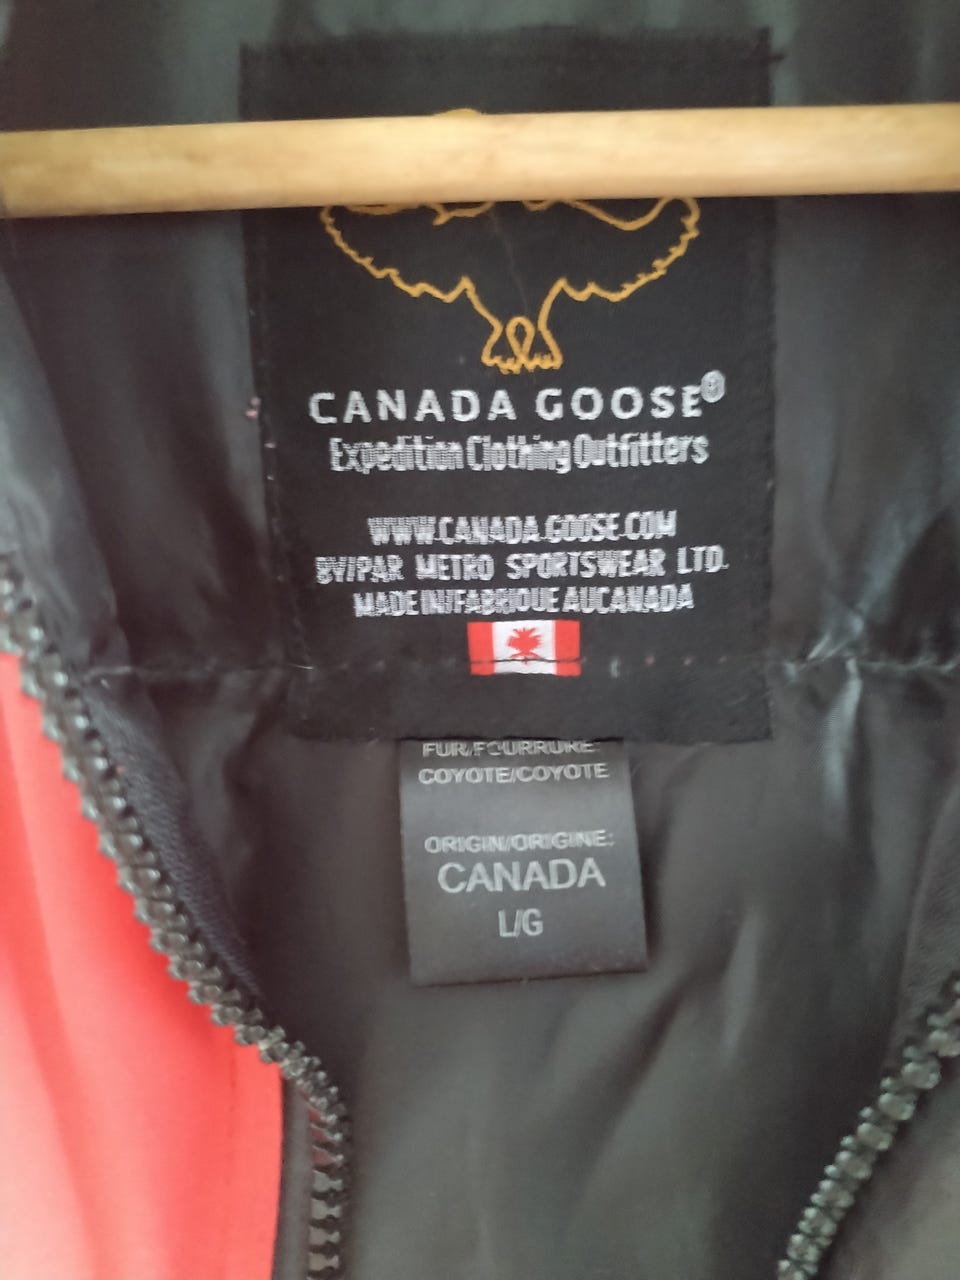 CANADA GOOSE®
Expedition Clothing Outfitters
WWW.CANADA.GOOSE.COM
BY/PAR METRO SPORTSWEAR LTD.
MADE IN/FABRIQUE AU CANADA
FUR/FOURRURE:
COYOTE/COYOTE
ORIGIN/ORIGINE:
CANADA
L/G